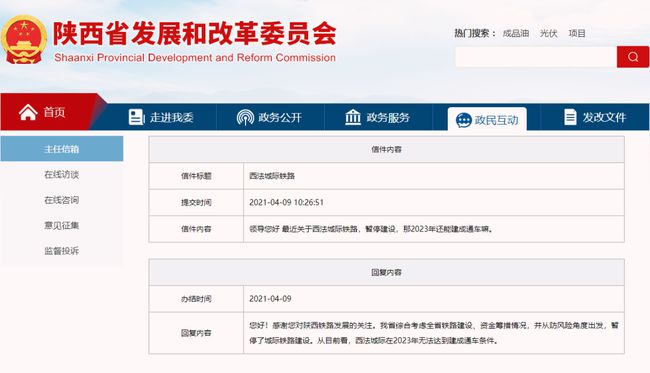 陕西省发展和改革委员会
Shaanxi Provincial Development and Reform Commission
热门搜索： 成品油 光伏 项目
首页 走进我委 政务公开 政务服务 政民互动 发改文件
主任信箱
在线访谈
在线咨询
意见征集
监督投诉
信件内容
信件标题 西法城际铁路
提交时间 2021-04-09 10:26:51
信件内容 领导您好 最近关于西法城际铁路，暂停建设，那2023年还能建成通车嘛。
回复内容
办结时间 2021-04-09
回复内容 您好！感谢您对陕西铁路发展的关注。我省综合考虑全省铁路建设、资金筹措情况，并从防风险角度出发，暂
停了城际铁路建设。从目前看，西法城际在2023年无法达到建成通车条件。